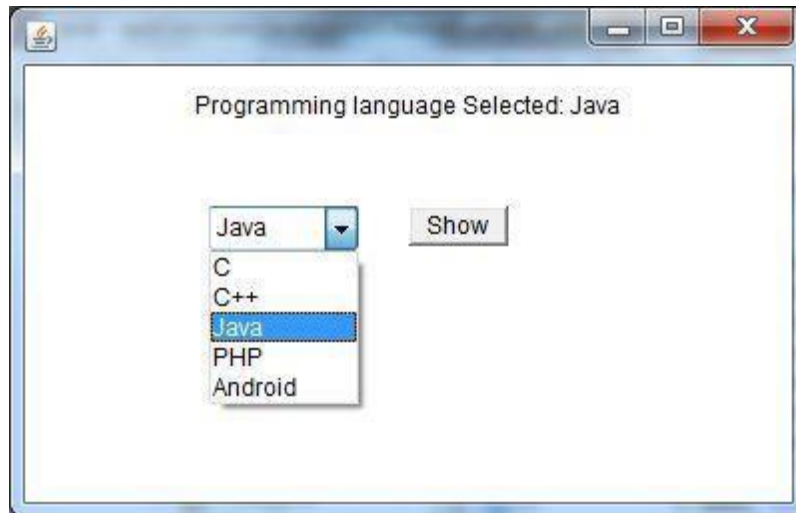 Programming language Selected: Java
Java Show
C
C++
Java
PHP
Android